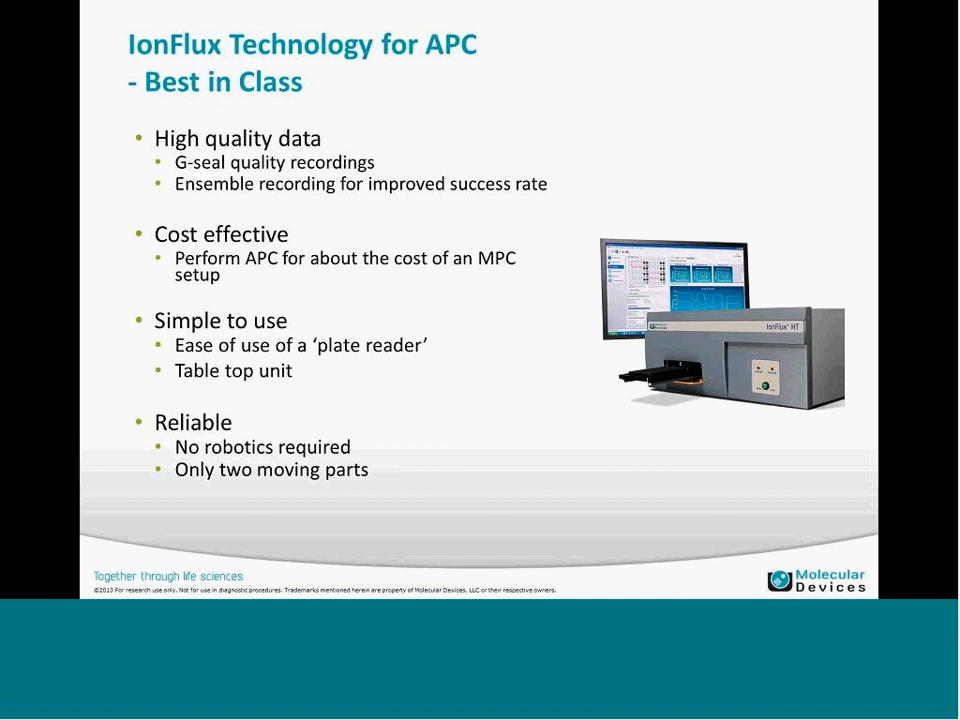 IonFlux Technology for APC
- Best in Class
• High quality data
• G-seal quality recordings
• Ensemble recording for improved success rate
• Cost effective
• Perform APC for about the cost of an MPC
setup
• Simple to use
• Ease of use of a ‘plate reader’
• Table top unit
• Reliable
• No robotics required
• Only two moving parts
Molecular
Devices
IonFlux™ HT
Together through life sciences
©2013 For research use only. Not for use in diagnostic procedures. Trademarks mentioned herein are property of Molecular Devices, LLC or their respective owners.
Molecular
Devices